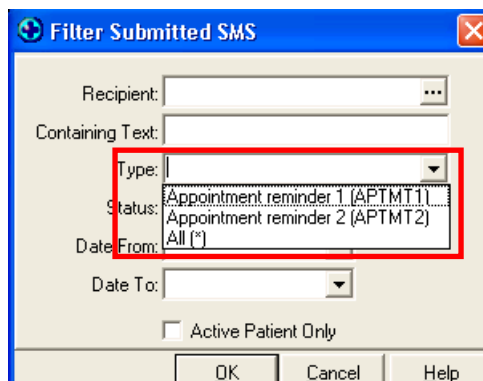 Filter Submitted SMS
Recipient:
...
Containing Text:
Type:
Appointment reminder 1 (APTMT1)
Status:
Appointment reminder 2 (APTMT2)
All (*)
Date From:
Date To:
Active Patient Only
OK Cancel Help